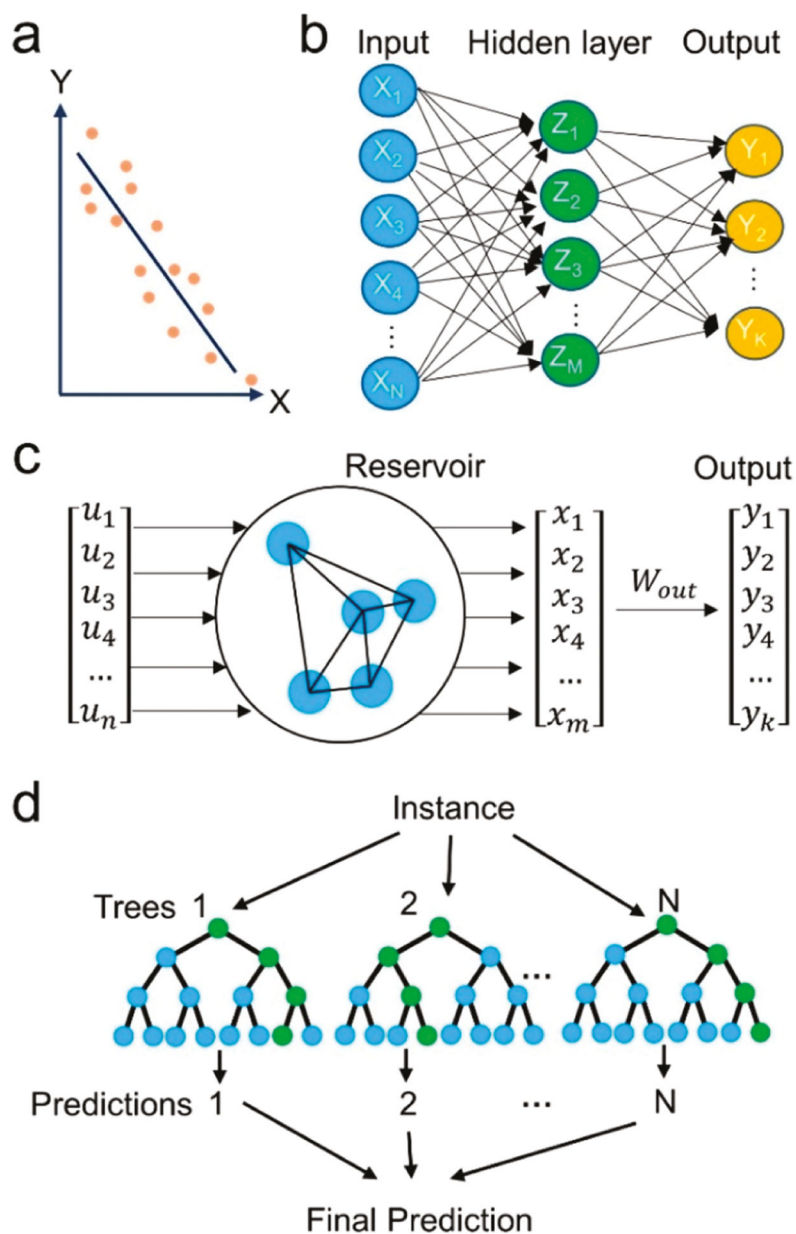 a
Y
X
b
Input Hidden layer Output
X1
X2
X3
X4
⋮
XN
Z1
Z2
Z3
⋮
ZM
Y1
Y2
⋮
YK
c
Reservoir Output
u1
u2
u3
u4
...
un
x1
x2
x3
x4
...
xm
Wout
y1
y2
y3
y4
...
yk
d
Instance
Trees 1 2 N
...
Predictions 1 2 ... N
Final Prediction